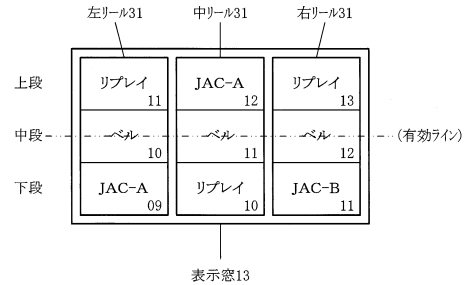 左リール31 中リール31 右リール31
上段 リプレイ 11 JAC-A 12 リプレイ 13
中段 ベル 10 ベル 11 ベル 12 (有効ライン)
下段 JAC-A 09 リプレイ 10 JAC-B 11
表示窓13